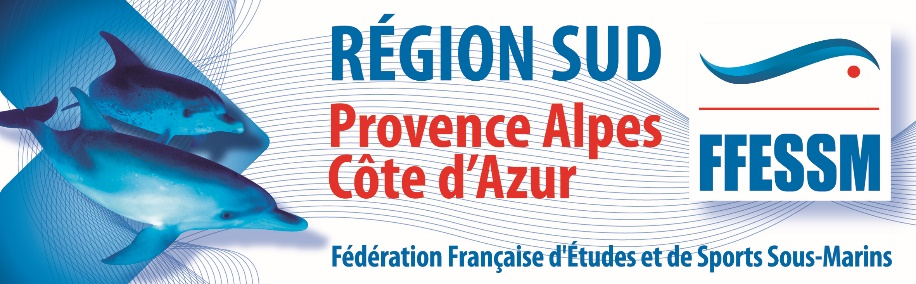 RÉGION SUD
Provence Alpes
Côte d'Azur
FFESSM
Fédération Française d'Études et de Sports Sous-Marins